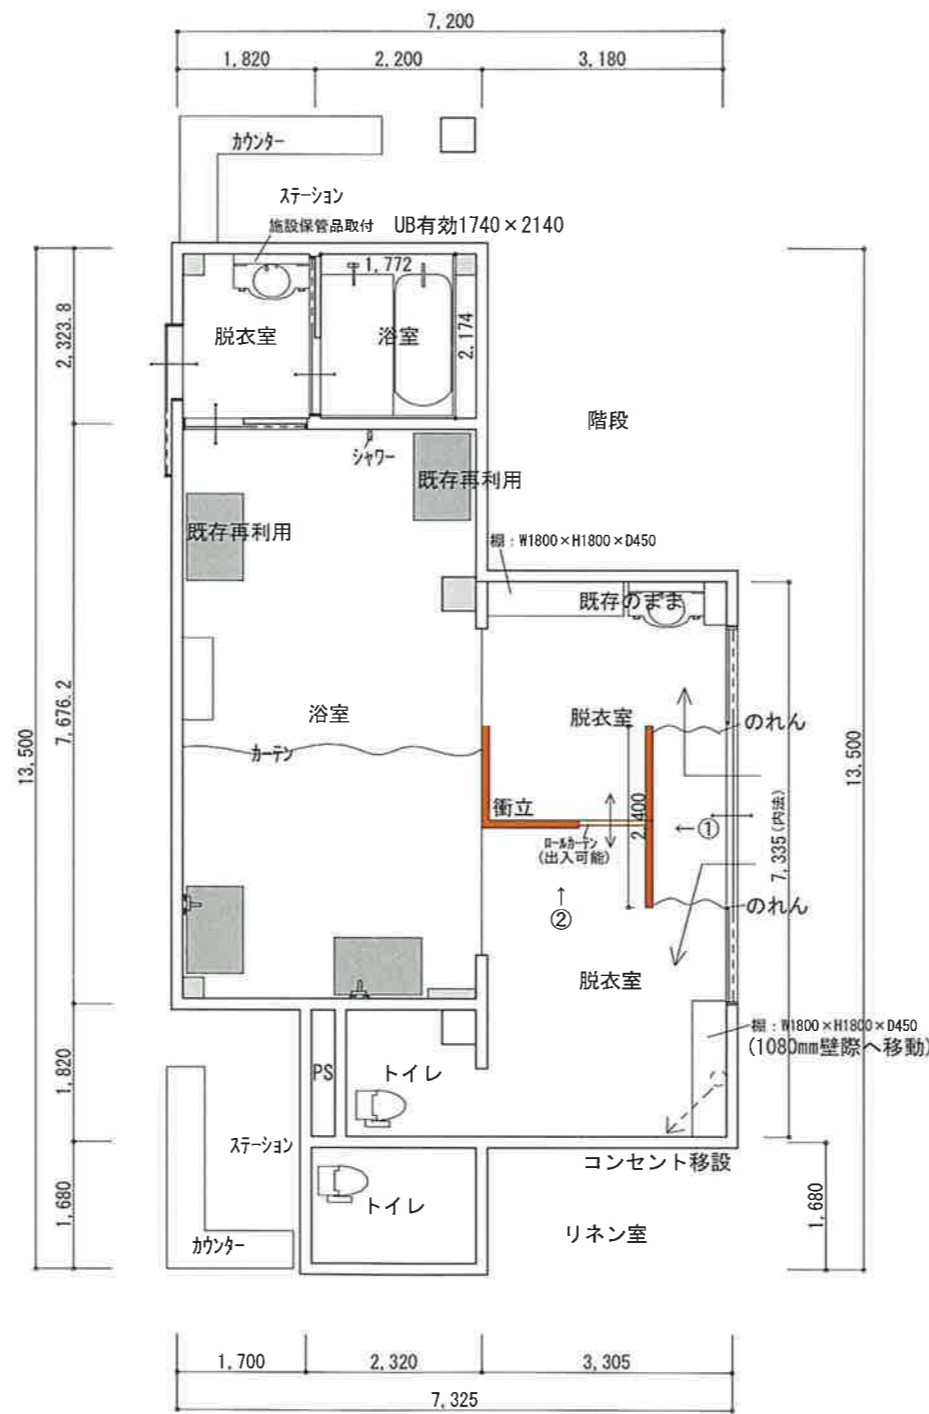 7,200
1,820
2,200
3,180
カウンター
ステーション
施設保管品取付
UB有効1740×2140
1,772
脱衣室
浴室
2,174
2,323.8
階段
シャワー
既存再利用
既存再利用
棚：W1800×H1800×D450
既存のまま
7,676.2
13,500
浴室
脱衣室
のれん
カーテン
13,500
衝立
2,400
←①
7,335(内法)
ロールカーテン
(出入可能)
↑
②
のれん
脱衣室
棚：W1800×H1800×D450
(1080mm壁際へ移動)
1,820
PS
トイレ
ステーション
コンセント移設
1,680
トイレ
リネン室
1,680
カウンター
1,700
2,320
3,305
7,325